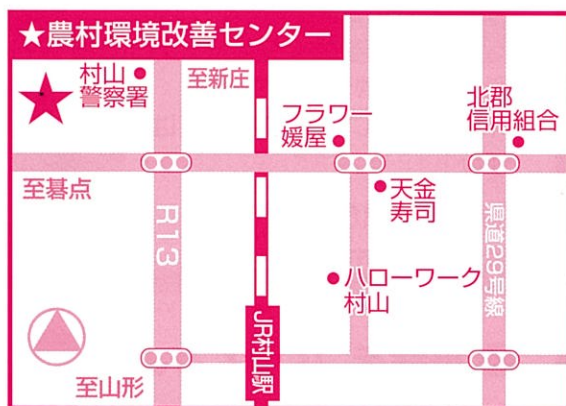 ★農村環境改善センター
村山
警察署
至新庄
フラワー
媛屋
北郡
信用組合
至碁点
天金
寿司
R13
県道29号線
ハローワーク
村山
JR村山駅
至山形